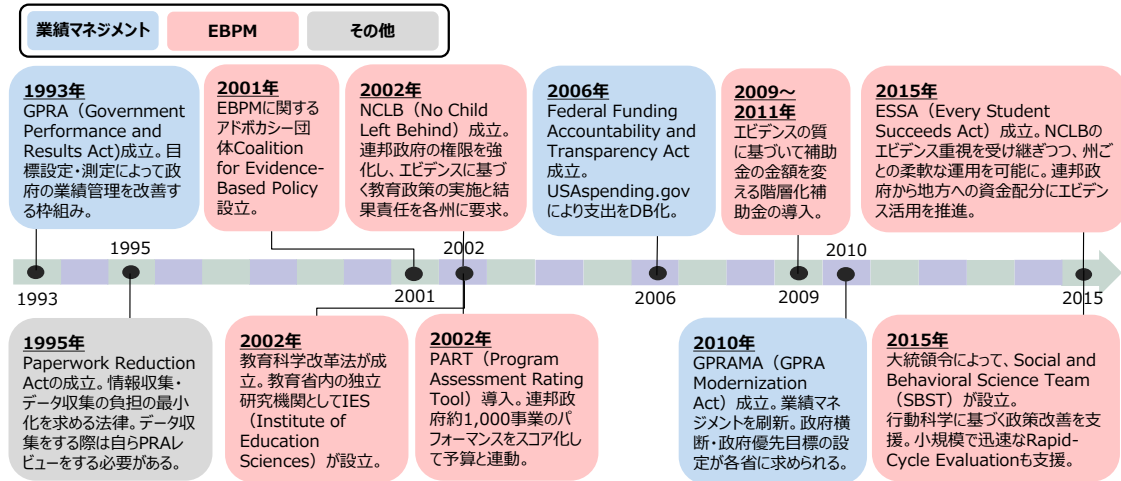 業績マネジメント
EBPM
その他
1993年
GPRA（Government
Performance and
Results Act)成立。目
標設定・測定によって政
府の業績管理を改善す
る枠組み。
2001年
EBPMに関する
アドボカシー団
体Coalition
for Evidence-
Based Policy
設立。
2002年
NCLB（No Child
Left Behind）成立。
連邦政府の権限を強
化し、エビデンスに基づ
く教育政策の実施と結
果責任を各州に要求。
2006年
Federal Funding
Accountability and
Transparency Act
成立。
USAspending.gov
により支出をDB化。
2009～
2011年
エビデンスの質
に基づいて補助
金の金額を変
える階層化補
助金の導入。
2015年
ESSA（Every Student
Succeeds Act）成立。NCLBの
エビデンス重視を受け継ぎつつ、州ご
との柔軟な運用を可能に。連邦政
府から地方への資金配分にエビデン
ス活用を推進。
1995
2002
2010
1993
2001
2006
2009
2015
1995年
Paperwork Reduction
Actの成立。情報収集・
データ収集の負担の最小
化を求める法律。データ収
集をする際は自らPRAレ
ビューをする必要がある。
2002年
教育科学改革法が成
立。教育省内の独立
研究機関としてIES
（Institute of
Education
Sciences）が設立。
2002年
PART（Program
Assessment Rating
Tool）導入。連邦政
府約1,000事業のパ
フォーマンスをスコア化し
て予算と連動。
2010年
GPRAMA（GPRA
Modernization
Act）成立。業績マネ
ジメントを刷新。政府横
断・政府優先目標の設
定が各省に求められる。
2015年
大統領令によって、Social and
Behavioral Science Team
（SBST）が設立。
行動科学に基づく政策改善を支
援。小規模で迅速なRapid-
Cycle Evaluationも支援。